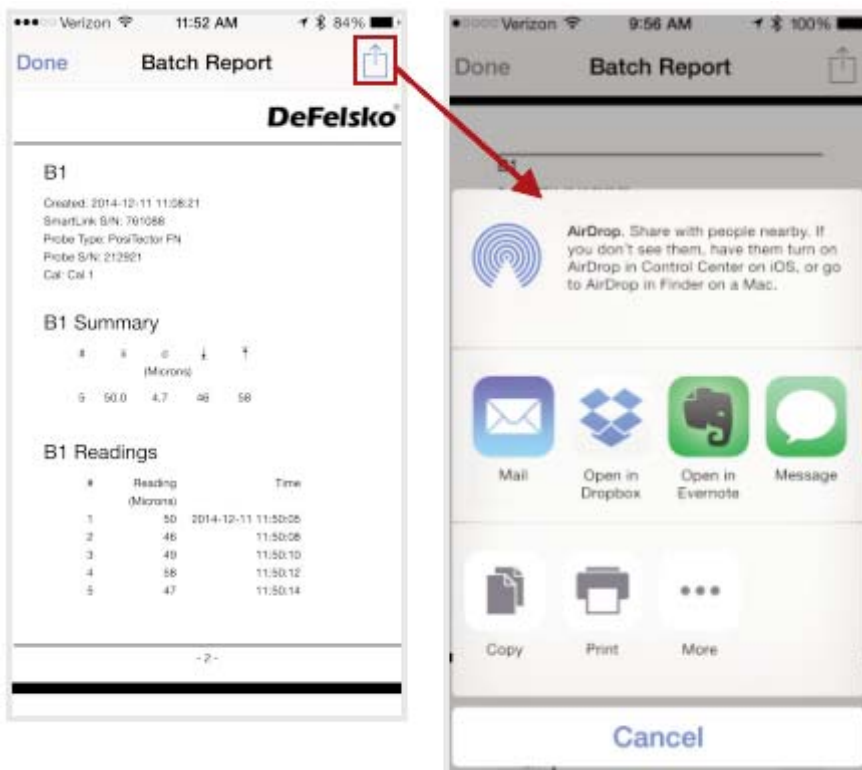 Verizon 11:52 AM 84%
Done Batch Report
DeFelsko
B1
Created: 2014-12-11 11:08:21
SmartLink S/N: 761088
Probe Type: PosiTector FN
Probe S/N: 212921
Cal: Cal 1
B1 Summary
# x̄ σ ↓ ↑
(Microns)
5 50.0 4.7 46 58
B1 Readings
# Reading Time
(Microns)
1 50 2014-12-11 11:50:05
2 46 11:50:08
3 49 11:50:10
4 58 11:50:12
5 47 11:50:14
- 2 -
Verizon 9:56 AM 100%
Done Batch Report
B1
AirDrop. Share with people nearby. If
you don't see them, have them turn on
AirDrop in Control Center on iOS, or go
to AirDrop in Finder on a Mac.
Mail Open in Dropbox Open in Evernote Message
Copy Print More
Cancel